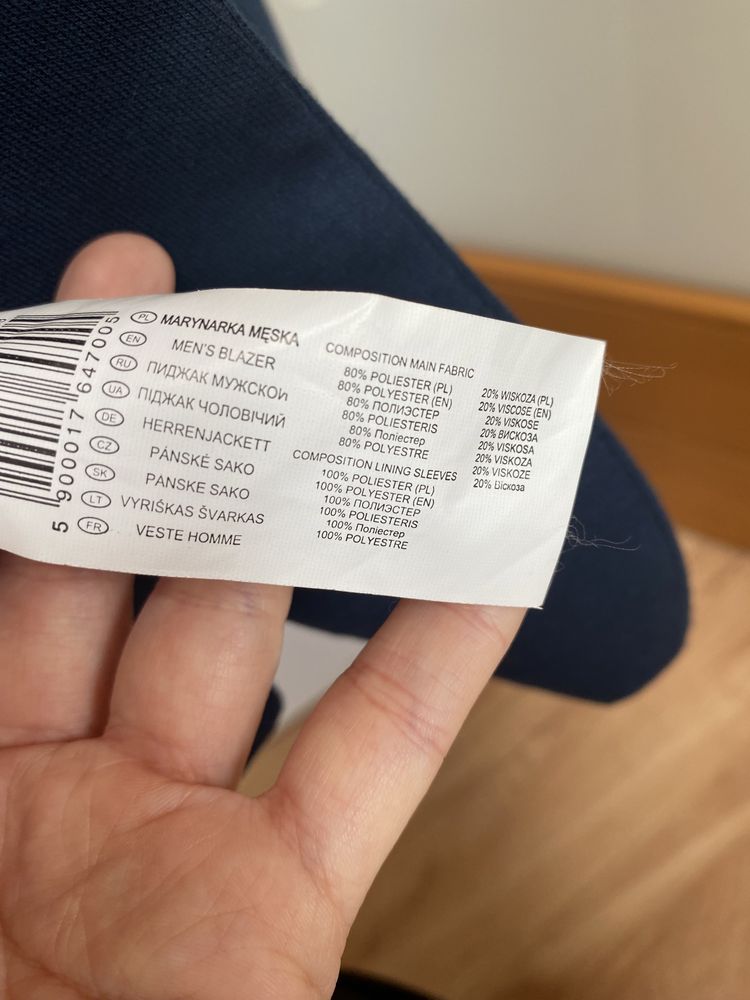 5 900017 647005
PL MARYNARKA MĘSKA
EN MEN'S BLAZER
RU ПИДЖАК МУЖСКОЙ
UA ПІДЖАК ЧОЛОВІЧИЙ
DE HERRENJACKETT
CZ PÁNSKÉ SAKO
SK PÁNSKE SAKO
LT VYRIŠKAS ŠVARKAS
FR VESTE HOMME
COMPOSITION MAIN FABRIC
80% POLIESTER (PL)
80% POLYESTER (EN)
80% ПОЛИЭСТЕР
80% POLIESTERIS
80% Поліестер
80% POLYESTRE
20% WISKOZA (PL)
20% VISCOSE (EN)
20% VISKOSE
20% ВИСКОЗА
20% VISKOSA
20% VISKOZA
20% VISKOZE
20% Віскоза
COMPOSITION LINING SLEEVES
100% POLIESTER (PL)
100% POLYESTER (EN)
100% ПОЛИЭСТЕР
100% POLIESTERIS
100% Поліестер
100% POLYESTRE